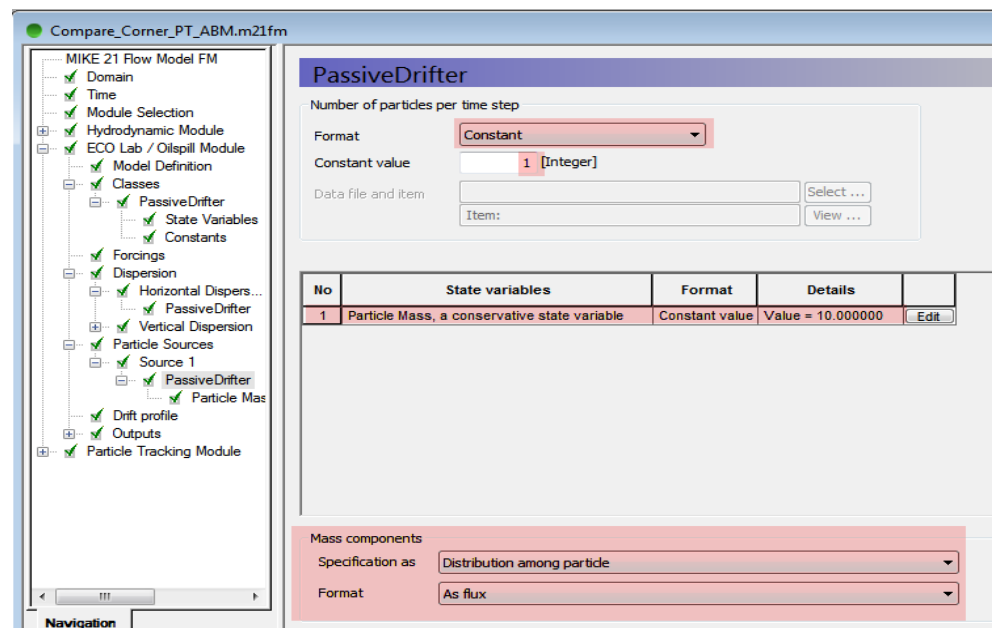 Compare_Corner_PT_ABM.m21fm
MIKE 21 Flow Model FM
Domain
Time
Module Selection
Hydrodynamic Module
ECO Lab / Oilspill Module
Model Definition
Classes
PassiveDrifter
State Variables
Constants
Forcings
Dispersion
Horizontal Dispers...
PassiveDrifter
Vertical Dispersion
Particle Sources
Source 1
PassiveDrifter
Particle Mas
Drift profile
Outputs
Particle Tracking Module
Navigation
PassiveDrifter
Number of particles per time step
Format Constant
Constant value 1 [Integer]
Data file and item Select ...
Item: View ...
No State variables Format Details
1 Particle Mass, a conservative state variable Constant value Value = 10.000000 Edit
Mass components
Specification as Distribution among particle
Format As flux